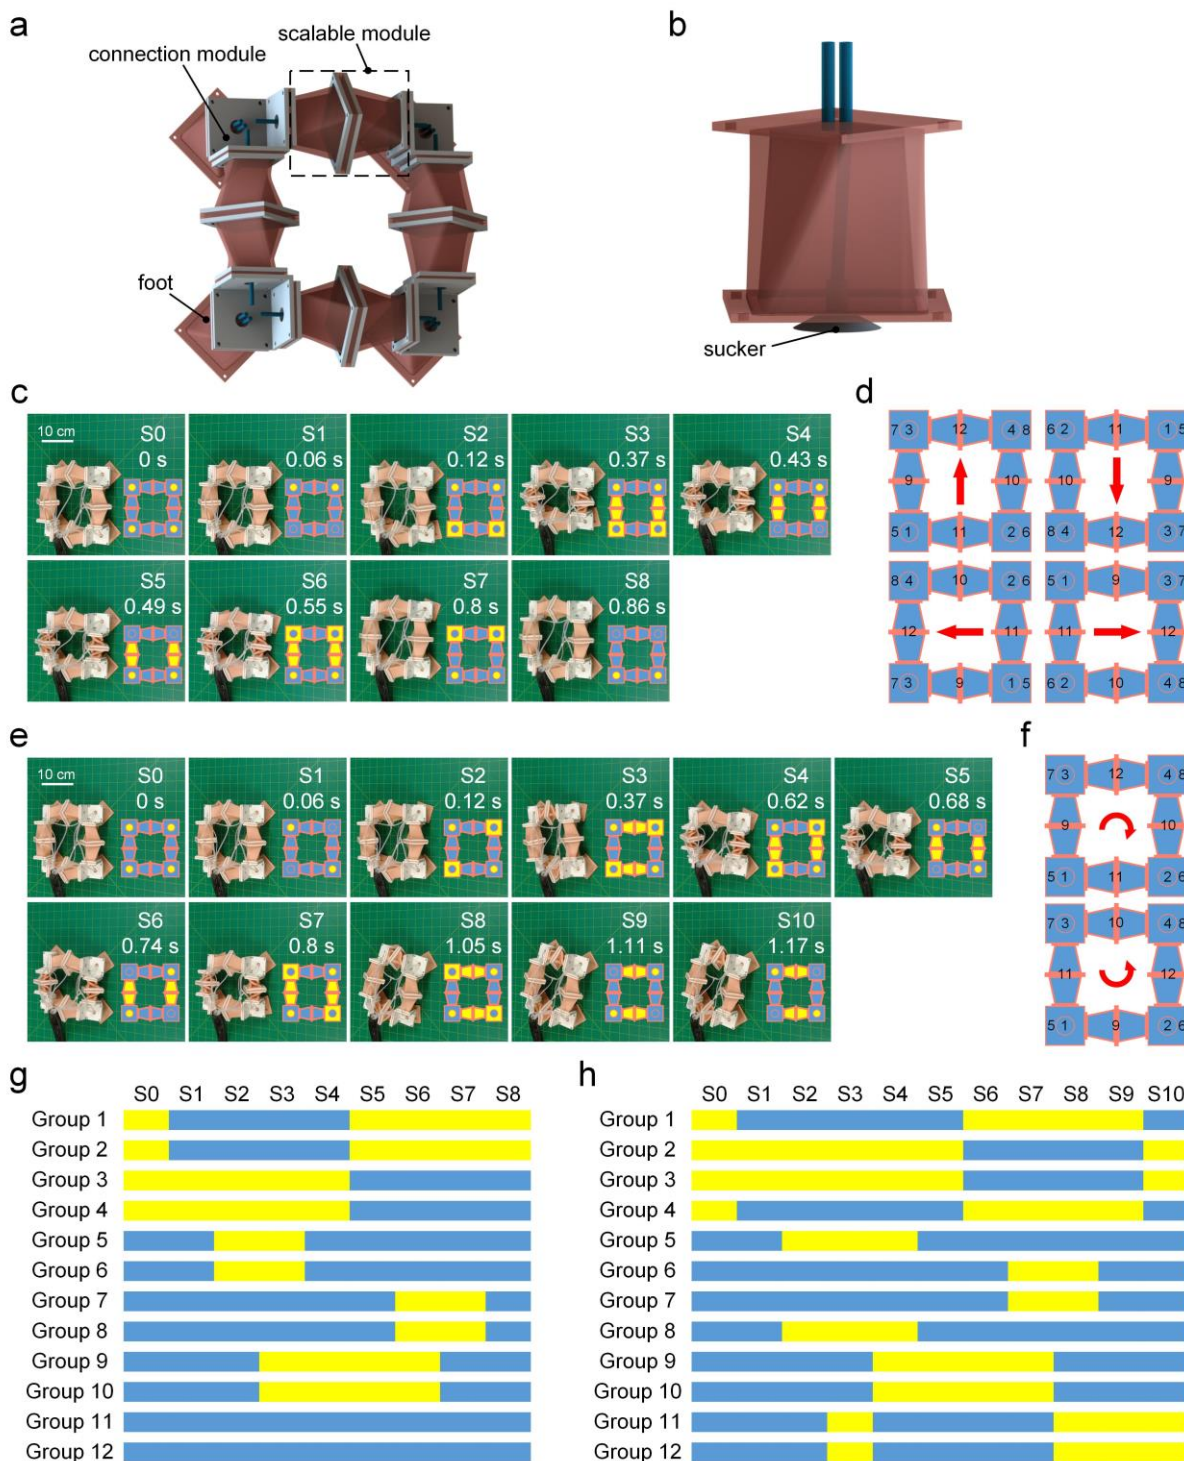 a
scalable module
connection module
foot
b
sucker
c
10 cm
S0
0 s
S1
0.06 s
S2
0.12 s
S3
0.37 s
S4
0.43 s
S5
0.49 s
S6
0.55 s
S7
0.8 s
S8
0.86 s
d
7 3 12 4 8
9 10
5 1 11 2 6
6 2 11 1 5
10 9
8 4 12 3 7
8 4 10 2 6
12 11
7 3 9 1 5
5 1 9 3 7
11 12
6 2 10 4 8
e
10 cm
S0
0 s
S1
0.06 s
S2
0.12 s
S3
0.37 s
S4
0.62 s
S5
0.68 s
S6
0.74 s
S7
0.8 s
S8
1.05 s
S9
1.11 s
S10
1.17 s
f
7 3 12 4 8
9 10
5 1 11 2 6
7 3 10 4 8
11 12
5 1 9 2 6
g
S0 S1 S2 S3 S4 S5 S6 S7 S8
Group 1
Group 2
Group 3
Group 4
Group 5
Group 6
Group 7
Group 8
Group 9
Group 10
Group 11
Group 12
h
S0 S1 S2 S3 S4 S5 S6 S7 S8 S9 S10
Group 1
Group 2
Group 3
Group 4
Group 5
Group 6
Group 7
Group 8
Group 9
Group 10
Group 11
Group 12